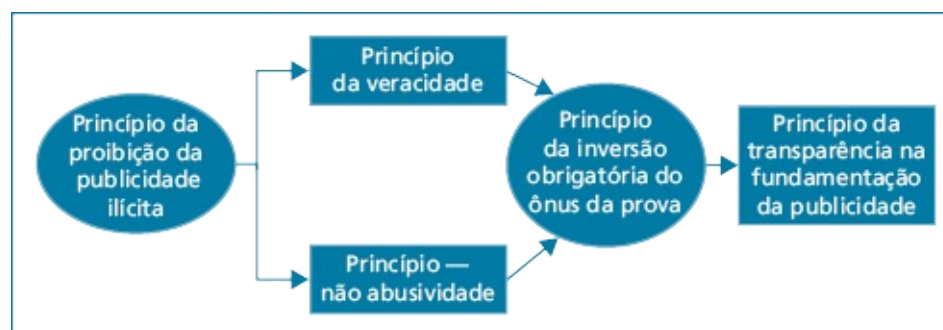 Princípio da
proibição da
publicidade
ilícita
Princípio
da veracidade
Princípio —
não abusividade
Princípio
da inversão
obrigatória do
ônus da prova
Princípio da
transparência na
fundamentação
da publicidade